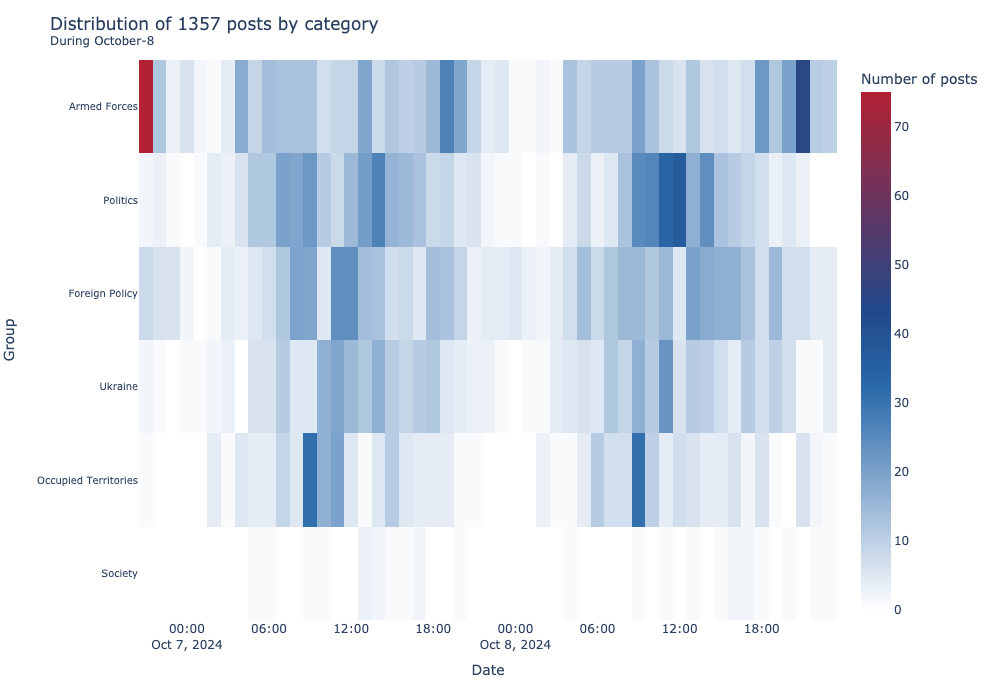 Distribution of 1357 posts by category
During October-8
Number of posts
70
60
50
40
30
20
10
0
Group
Armed Forces
Politics
Foreign Policy
Ukraine
Occupied Territories
Society
00:00 06:00 12:00 18:00 00:00 06:00 12:00 18:00
Oct 7, 2024 Oct 8, 2024
Date